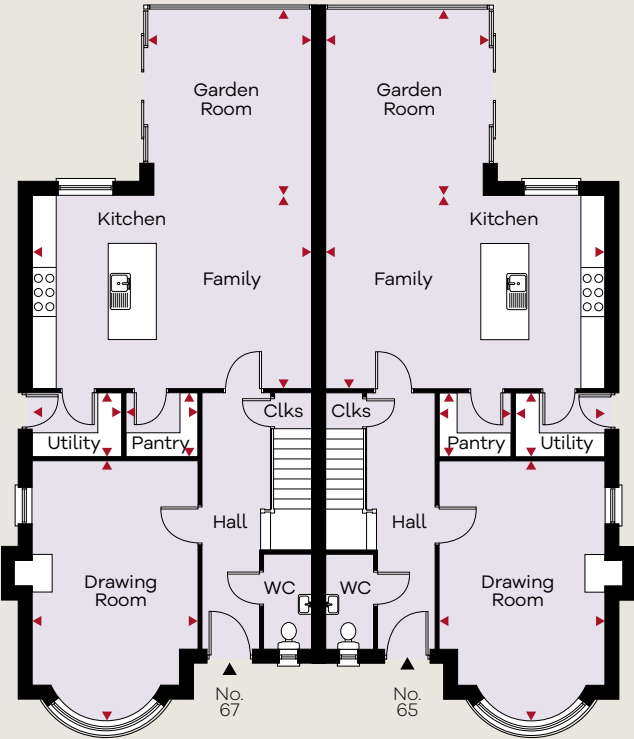 Garden
Room
Garden
Room
Kitchen
Kitchen
Family
Family
Clks
Clks
Utility
Pantry
Pantry
Utility
Hall
Hall
Drawing
Room
WC
WC
Drawing
Room
No.
67
No.
65